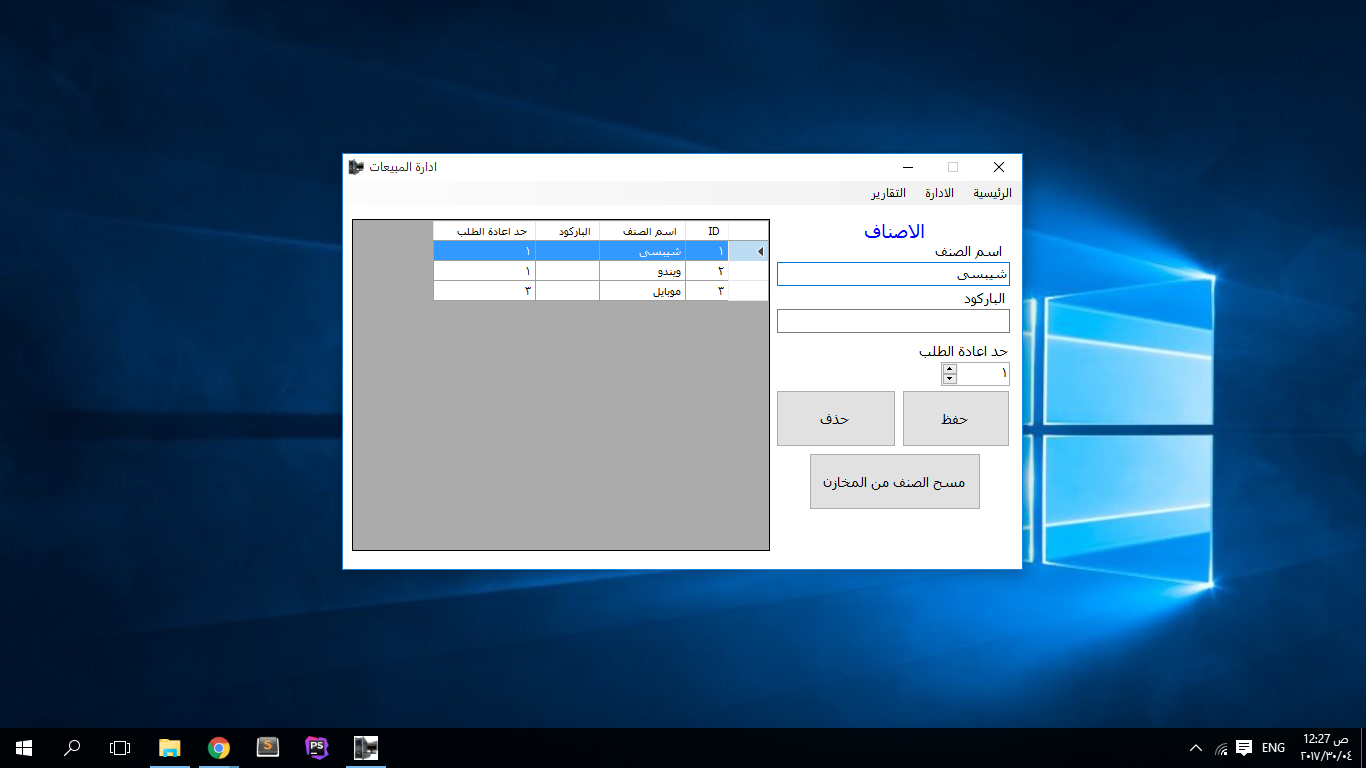 ادارة المبيعات
الرئيسية الادارة التقارير
الاصناف
اسم الصنف
شيبسى
الباركود
حد اعادة الطلب
١
حفظ حذف
مسح الصنف من المخازن
ID اسم الصنف الباركود حد اعادة الطلب
١ شيبسى ١
٢ ويندو ١
٣ موبايل ٣
S
PS
ENG
12:27 ص
٢٠١٧/٣٠/٠٤